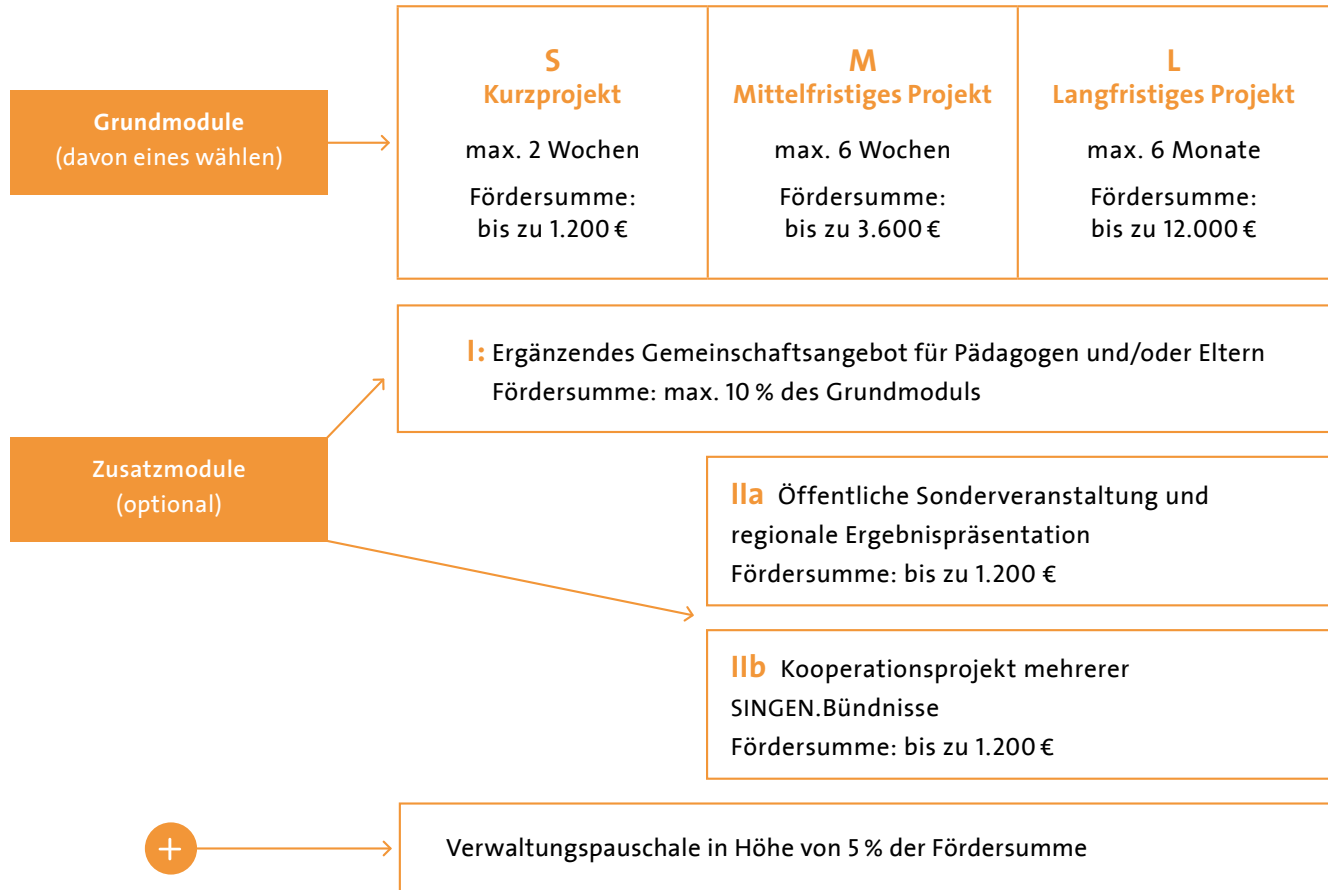 Grundmodule
(davon eines wählen)
S
Kurzprojekt
max. 2 Wochen
Fördersumme:
bis zu 1.200 €
M
Mittelfristiges Projekt
max. 6 Wochen
Fördersumme:
bis zu 3.600 €
L
Langfristiges Projekt
max. 6 Monate
Fördersumme:
bis zu 12.000 €
Zusatzmodule
(optional)
I: Ergänzendes Gemeinschaftsangebot für Pädagogen und/oder Eltern
Fördersumme: max. 10 % des Grundmoduls
IIa Öffentliche Sonderveranstaltung und
regionale Ergebnispräsentation
Fördersumme: bis zu 1.200 €
IIb Kooperationsprojekt mehrerer
SINGEN.Bündnisse
Fördersumme: bis zu 1.200 €
+
Verwaltungspauschale in Höhe von 5 % der Fördersumme